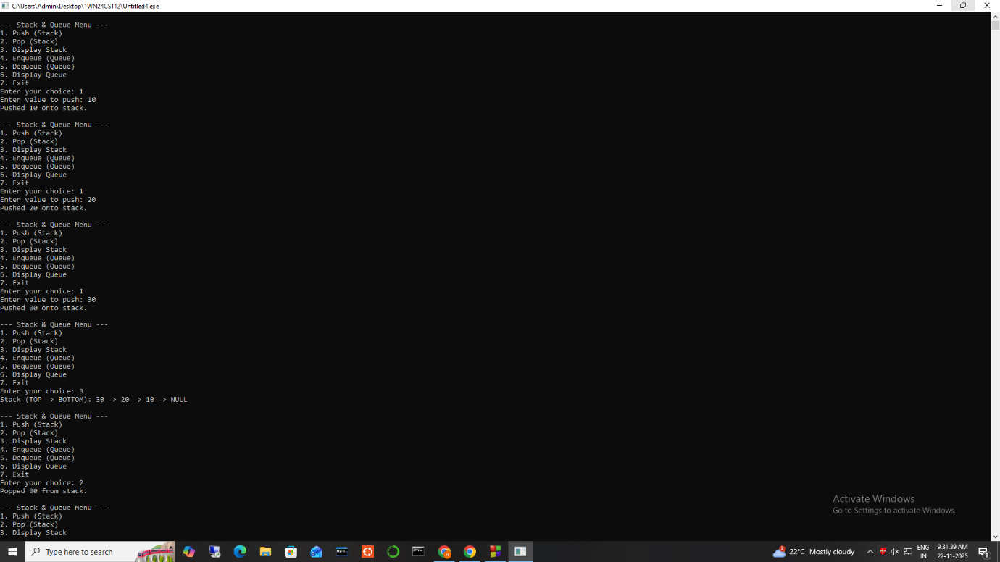 C:\Users\Admin\Desktop\1WN24CS112\Untitled4.exe
--- Stack & Queue Menu ---
1. Push (Stack)
2. Pop (Stack)
3. Display Stack
4. Enqueue (Queue)
5. Dequeue (Queue)
6. Display Queue
7. Exit
Enter your choice: 1
Enter value to push: 10
Pushed 10 onto stack.
--- Stack & Queue Menu ---
1. Push (Stack)
2. Pop (Stack)
3. Display Stack
4. Enqueue (Queue)
5. Dequeue (Queue)
6. Display Queue
7. Exit
Enter your choice: 1
Enter value to push: 20
Pushed 20 onto stack.
--- Stack & Queue Menu ---
1. Push (Stack)
2. Pop (Stack)
3. Display Stack
4. Enqueue (Queue)
5. Dequeue (Queue)
6. Display Queue
7. Exit
Enter your choice: 1
Enter value to push: 30
Pushed 30 onto stack.
--- Stack & Queue Menu ---
1. Push (Stack)
2. Pop (Stack)
3. Display Stack
4. Enqueue (Queue)
5. Dequeue (Queue)
6. Display Queue
7. Exit
Enter your choice: 3
Stack (TOP -> BOTTOM): 30 -> 20 -> 10 -> NULL
--- Stack & Queue Menu ---
1. Push (Stack)
2. Pop (Stack)
3. Display Stack
4. Enqueue (Queue)
5. Dequeue (Queue)
6. Display Queue
7. Exit
Enter your choice: 2
Popped 30 from stack.
--- Stack & Queue Menu ---
1. Push (Stack)
2. Pop (Stack)
3. Display Stack
Activate Windows
Go to Settings to activate Windows.
Type here to search
22°C Mostly cloudy
ENG
IN
9.31.39 AM
22-11-2025